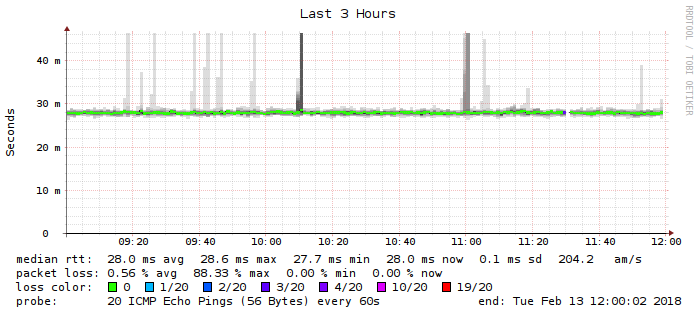 Last 3 Hours
RRDTOOL / TOBI OETIKER
Seconds
40 m
30 m
20 m
10 m
0
09:20 09:40 10:00 10:20 10:40 11:00 11:20 11:40 12:00
median rtt: 28.0 ms avg 28.6 ms max 27.7 ms min 28.0 ms now 0.1 ms sd 204.2 am/s
packet loss: 0.56 % avg 88.33 % max 0.00 % min 0.00 % now
loss color: 0 1/20 2/20 3/20 4/20 10/20 19/20
probe: 20 ICMP Echo Pings (56 Bytes) every 60s end: Tue Feb 13 12:00:02 2018